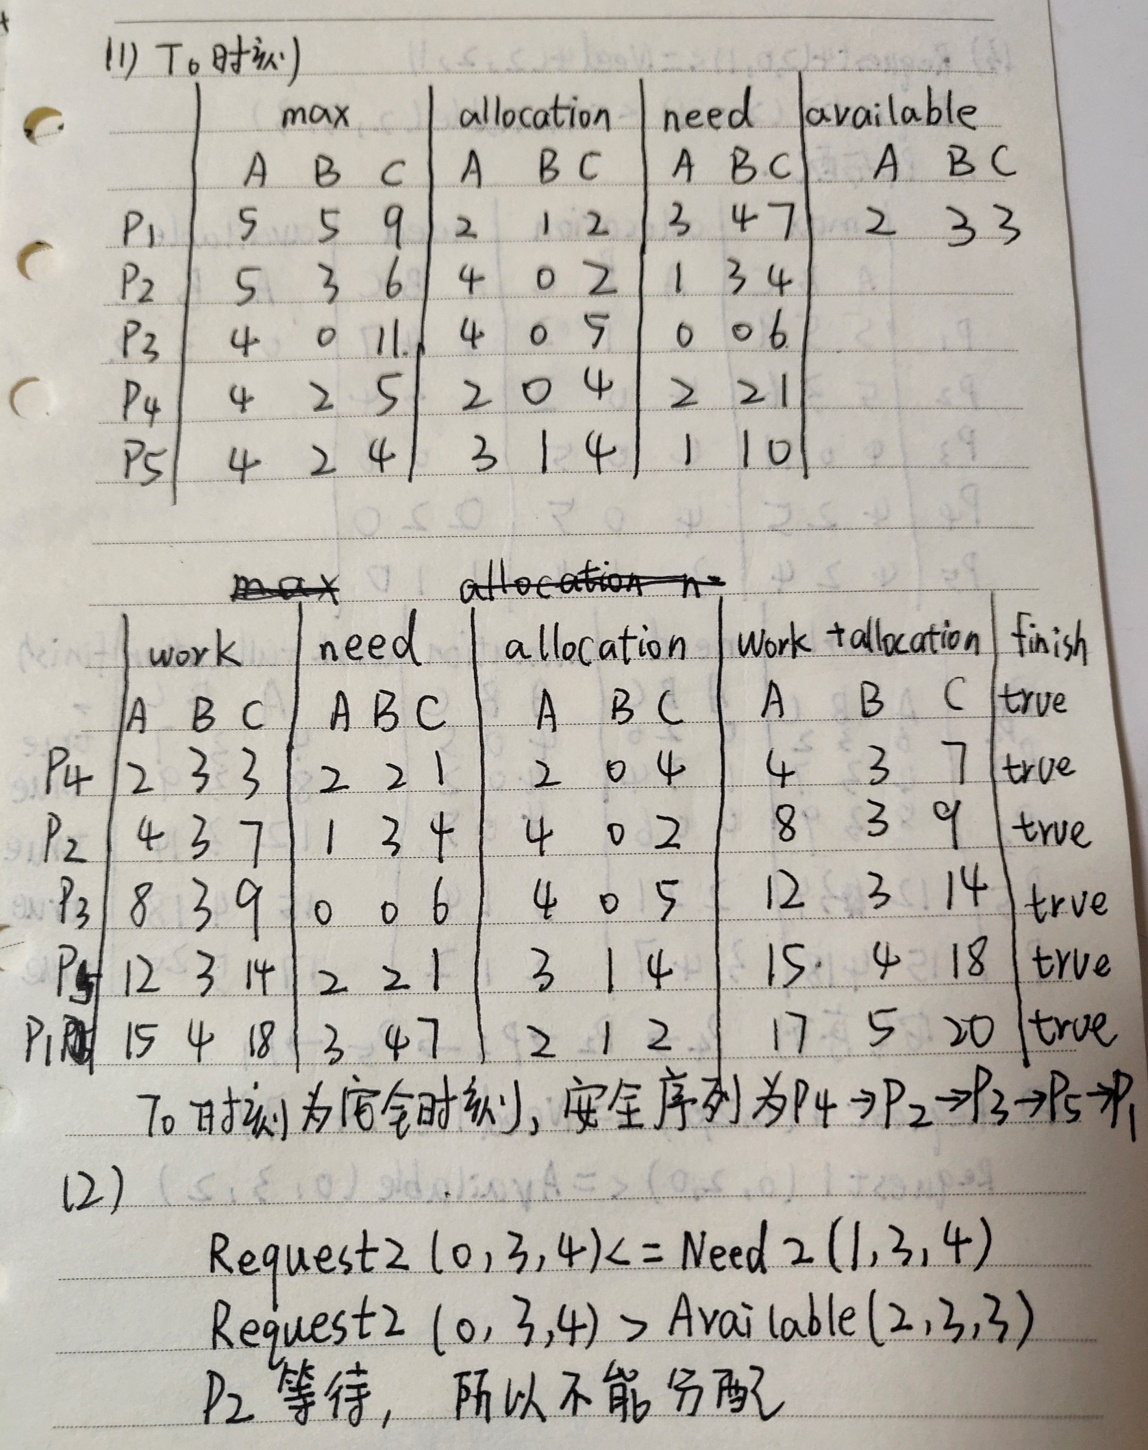 (1) T0时刻
max allocation need available
A B C A B C A B C A B C
P1 5 5 9 2 1 2 3 4 7 2 3 3
P2 5 3 6 4 0 2 1 3 4
P3 4 0 11 4 0 5 0 0 6
P4 4 2 5 2 0 4 2 2 1
P5 4 2 4 3 1 4 1 1 0
work need allocation work+allocation finish
A B C A B C A B C A B C true
P4 2 3 3 2 2 1 2 0 4 4 3 7 true
P2 4 3 7 1 3 4 4 0 2 8 3 9 true
P3 8 3 9 0 0 6 4 0 5 12 3 14 true
P5 12 3 14 2 2 1 3 1 4 15 4 18 true
P1 15 4 18 3 4 7 2 1 2 17 5 20 true
T0时刻为安全时刻,安全序列为P4→P2→P3→P5→P1
(2)
Request2(0,3,4)<=Need2(1,3,4)
Request2(0,3,4)>Available(2,3,3)
P2等待,所以不能分配